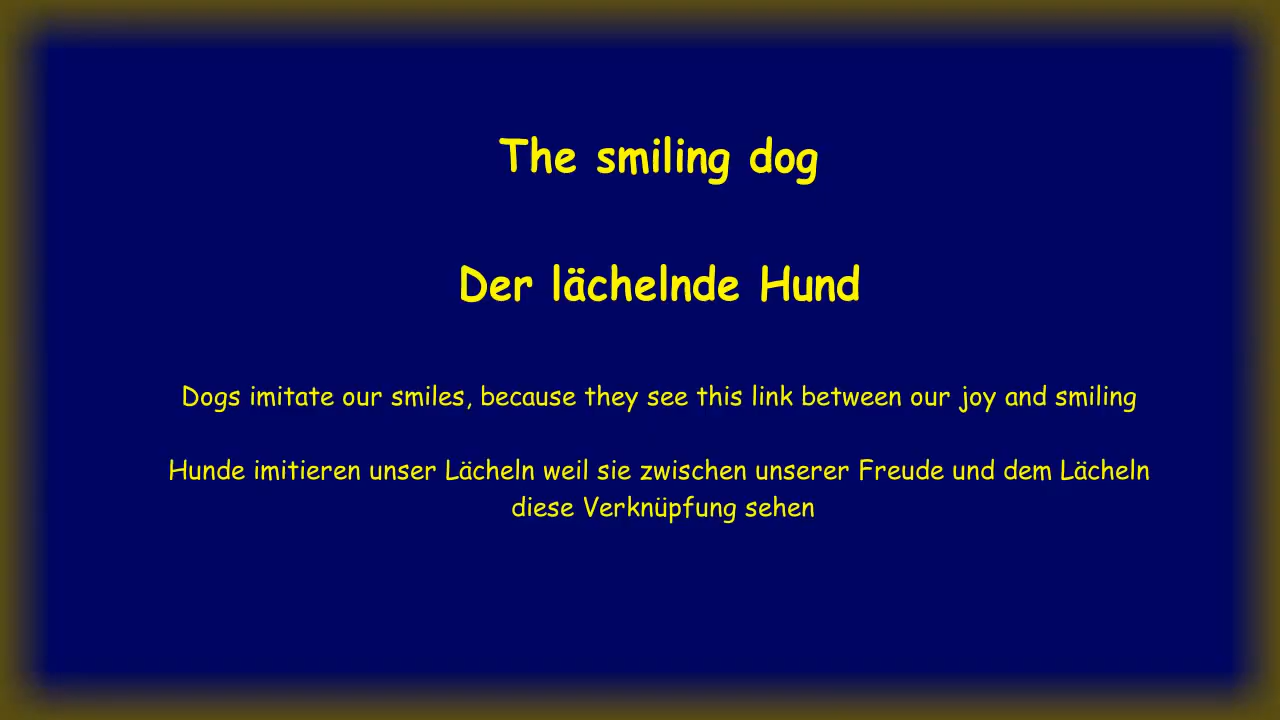 The smiling dog
Der lächelnde Hund
Dogs imitate our smiles, because they see this link between our joy and smiling
Hunde imitieren unser Lächeln weil sie zwischen unserer Freude und dem Lächeln
diese Verknüpfung sehen